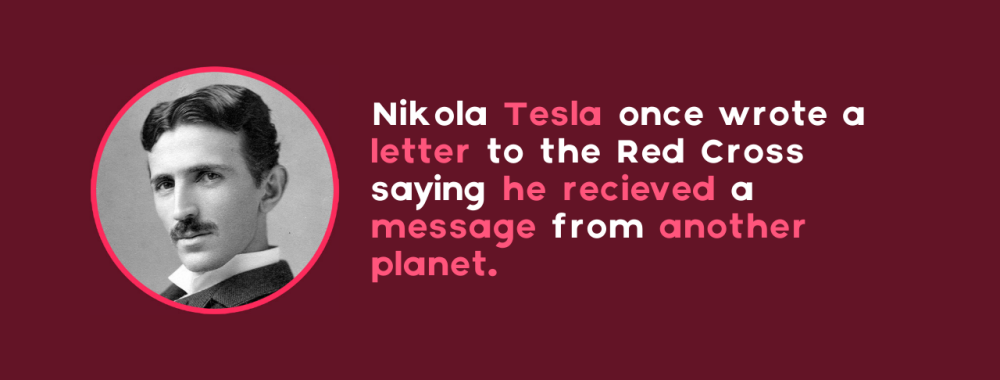 Nikola Tesla once wrote a
letter to the Red Cross
saying he recieved a
message from another
planet.